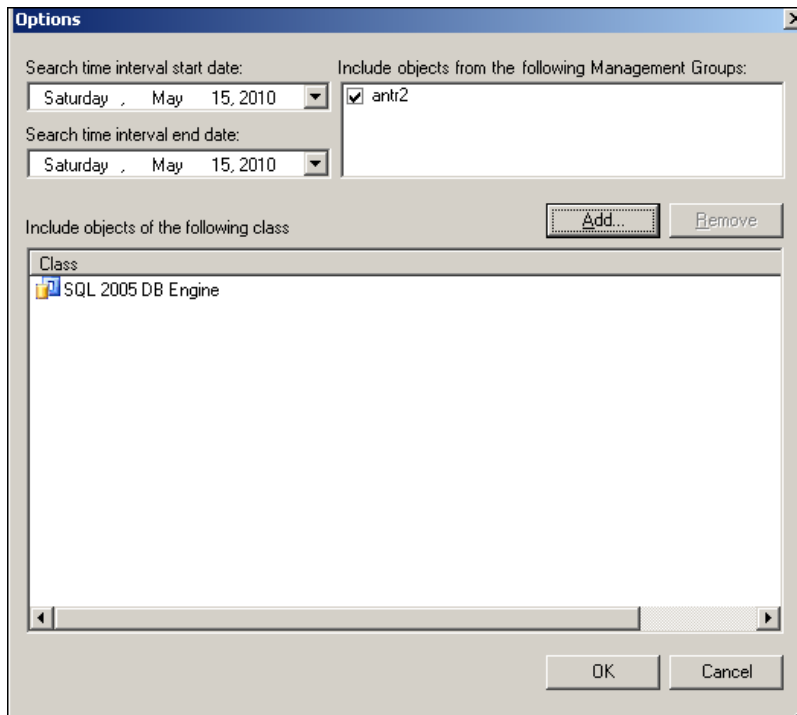 Options
Search time interval start date:
Saturday , May 15, 2010
Search time interval end date:
Saturday , May 15, 2010
Include objects from the following Management Groups:
antr2
Include objects of the following class
Add...
Remove
Class
SQL 2005 DB Engine
OK
Cancel